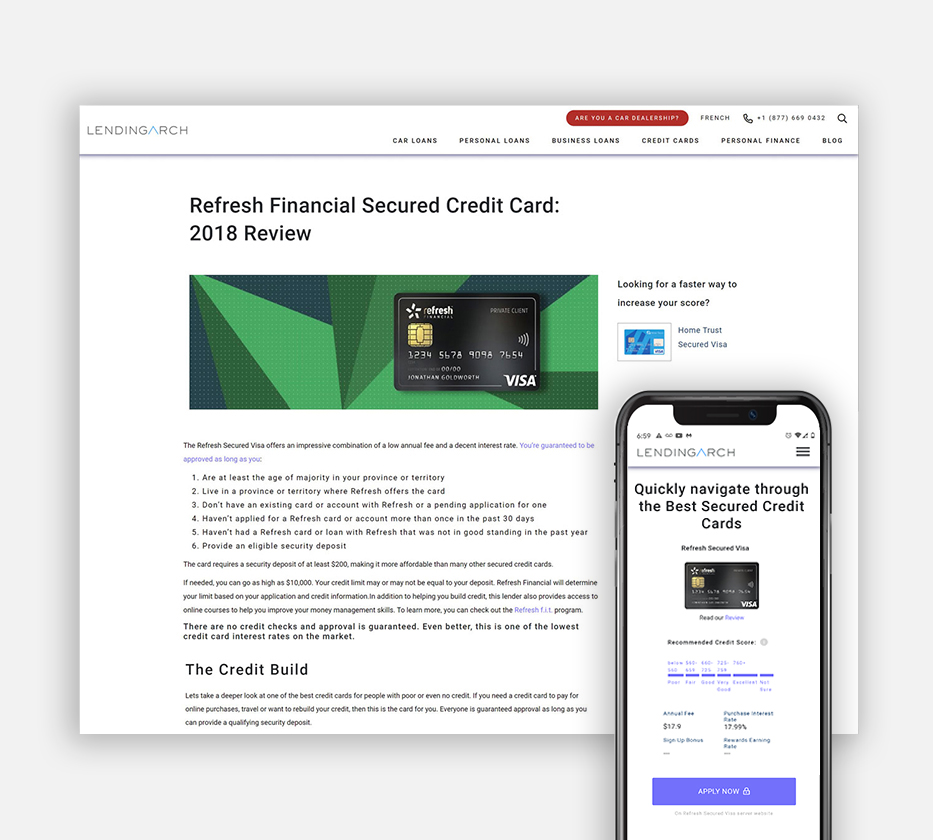 LENDINGARCH
ARE YOU A CAR DEALERSHIP?
FRENCH
+1 (877) 669 0432
CAR LOANS
PERSONAL LOANS
BUSINESS LOANS
CREDIT CARDS
PERSONAL FINANCE
BLOG
Refresh Financial Secured Credit Card:
2018 Review
refresh
FINANCIAL
PRIVATE CLIENT
1234 5678 9098 7654
00/00
JONATHAN GOLDWORTH
VISA
Looking for a faster way to
increase your score?
Home Trust
Secured Visa
The Refresh Secured Visa offers an impressive combination of a low annual fee and a decent interest rate. You're guaranteed to be
approved as long as you:
1. Are at least the age of majority in your province or territory
2. Live in a province or territory where Refresh offers the card
3. Don't have an existing card or account with Refresh or a pending application for one
4. Haven't applied for a Refresh card or account more than once in the past 30 days
5. Haven't had a Refresh card or loan with Refresh that was not in good standing in the past year
6. Provide an eligible security deposit
The card requires a security deposit of at least $200, making it more affordable than many other secured credit cards.
If needed, you can go as high as $10,000. Your credit limit may or may not be equal to your deposit. Refresh Financial will determine
your limit based on your application and credit information.In addition to helping you build credit, this lender also provides access to
online courses to help you improve your money management skills. To learn more, you can check out the Refresh f.i.t. program.
There are no credit checks and approval is guaranteed. Even better, this is one of the lowest
credit card interest rates on the market.
The Credit Build
Lets take a deeper look at one of the best credit cards for people with poor or even no credit. If you need a credit card to pay for
online purchases, travel or want to rebuild your credit, then this is the card for you. Everyone is guaranteed approval as long as you
can provide a qualifying security deposit.
6:59
LENDINGARCH
Quickly navigate through
the Best Secured Credit
Cards
Refresh Secured Visa
refresh
VISA
Read our Review
Recommended Credit Score:
below 560- 660- 725- 760+
560 659 725 759
Poor Fair Good Very Excellent Not
Good Sure
Annual Fee
$17.9
Purchase Interest
Rate
17.99%
Sign Up Bonus
—
Rewards Earning
Rate
—
APPLY NOW
On Refresh Secured Visa server website